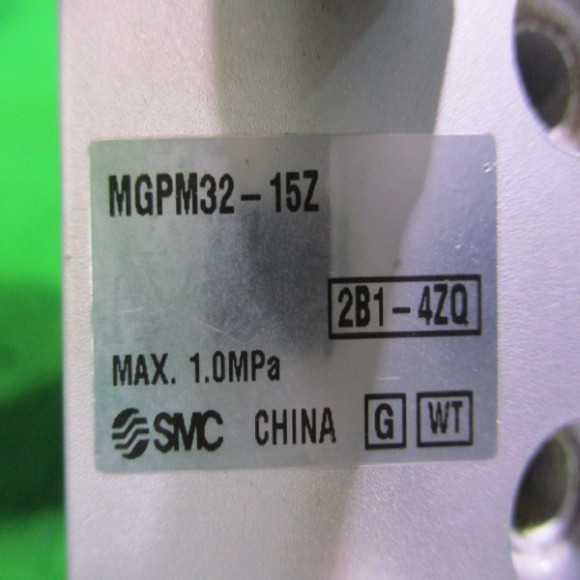 MGPM32-15Z
2B1-4ZQ
MAX. 1.0MPa
SMC CHINA G WT